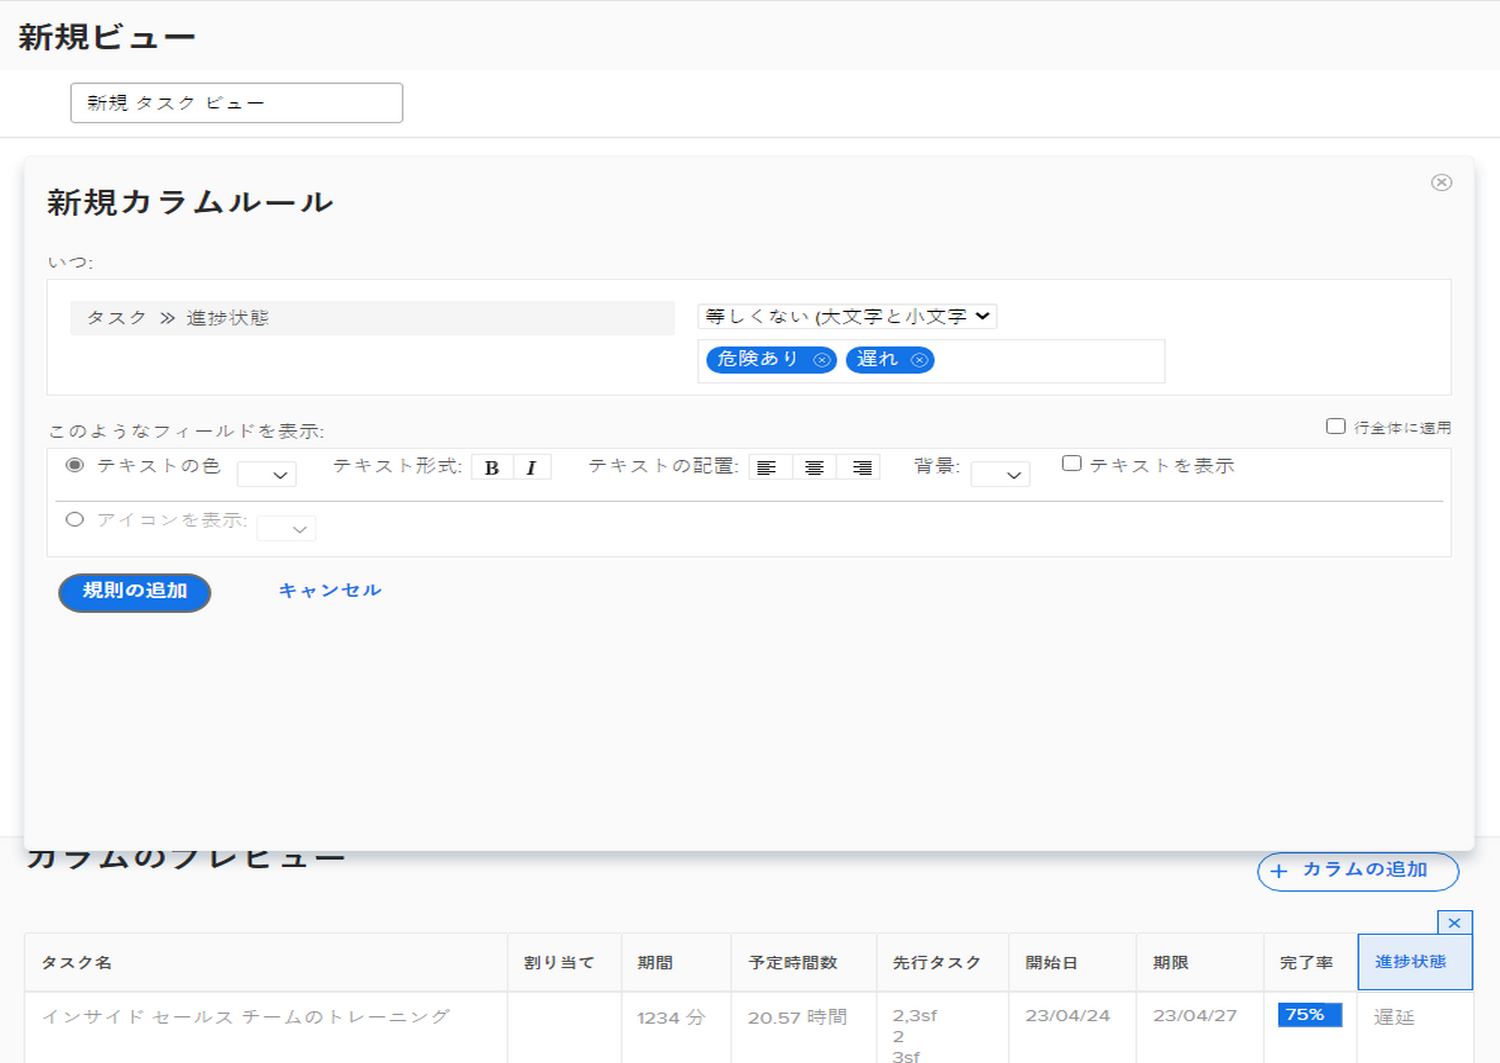 新規ビュー
新規 タスク ビュー
新規カラムルール
いつ:
タスク ≫ 進捗状態
等しくない (大文字と小文字
危険あり 遅れ
このようなフィールドを表示:
行全体に適用
テキストの色 テキスト形式: B I テキストの配置: 背景: テキストを表示
アイコンを表示:
規則の追加 キャンセル
カラムのプレビュー
+ カラムの追加
タスク名 割り当て 期間 予定時間数 先行タスク 開始日 期限 完了率 進捗状態
インサイド セールス チームのトレーニング 1234 分 20.57 時間 2,3sf 23/04/24 23/04/27 75% 遅延
2
3sf